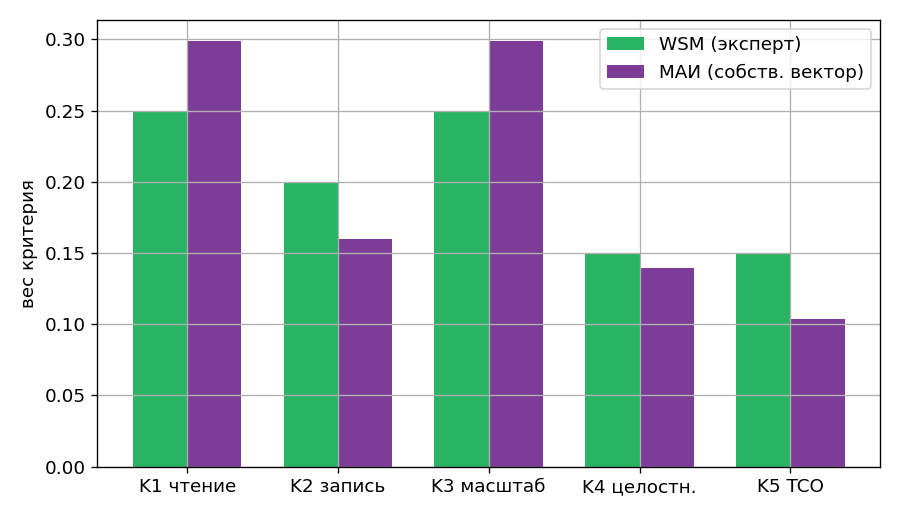 WSM (эксперт)
МАИ (собств. вектор)
вес критерия
0.30
0.25
0.20
0.15
0.10
0.05
0.00
К1 чтение
К2 запись
К3 масштаб
К4 целостн.
К5 TCO